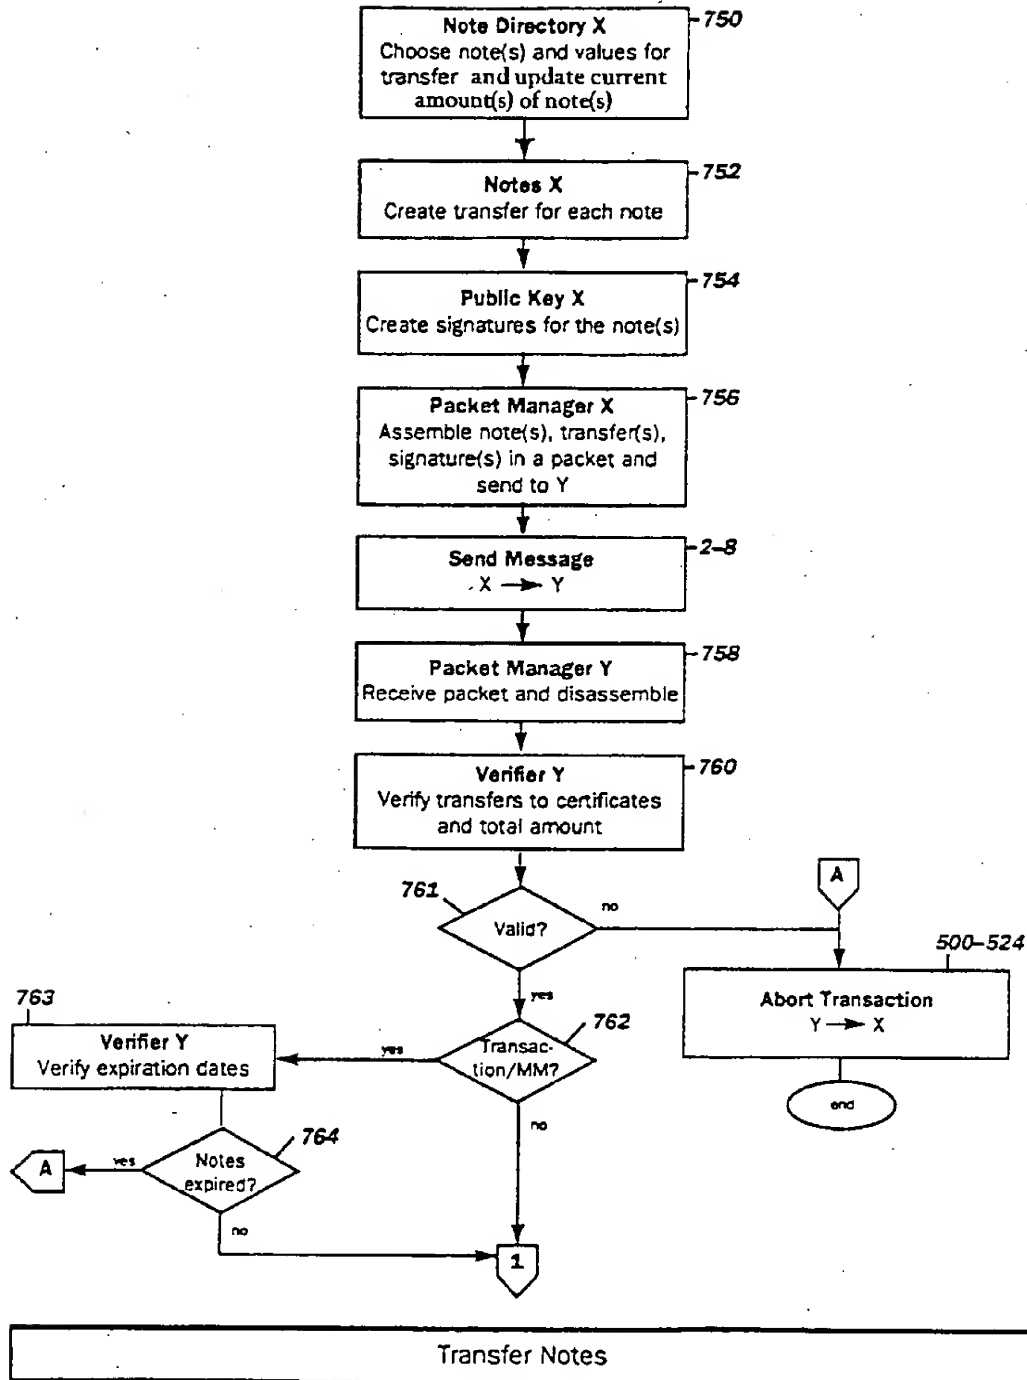 Note Directory X
750
Choose note(s) and values for
transfer and update current
amount(s) of note(s)
Notes X
752
Create transfer for each note
Public Key X
754
Create signatures for the note(s)
Packet Manager X
756
Assemble note(s), transfer(s),
signature(s) in a packet and
send to Y
Send Message
2-8
X → Y
Packet Manager Y
758
Receive packet and disassemble
Verifier Y
760
Verify transfers to certificates
and total amount
A
761
Valid?
no
500-524
Abort Transaction
Y → X
end
yes
762
Transac-
tion/MM?
yes
no
763
Verifier Y
Verify expiration dates
764
Notes
expired?
yes
A
no
1
Transfer Notes